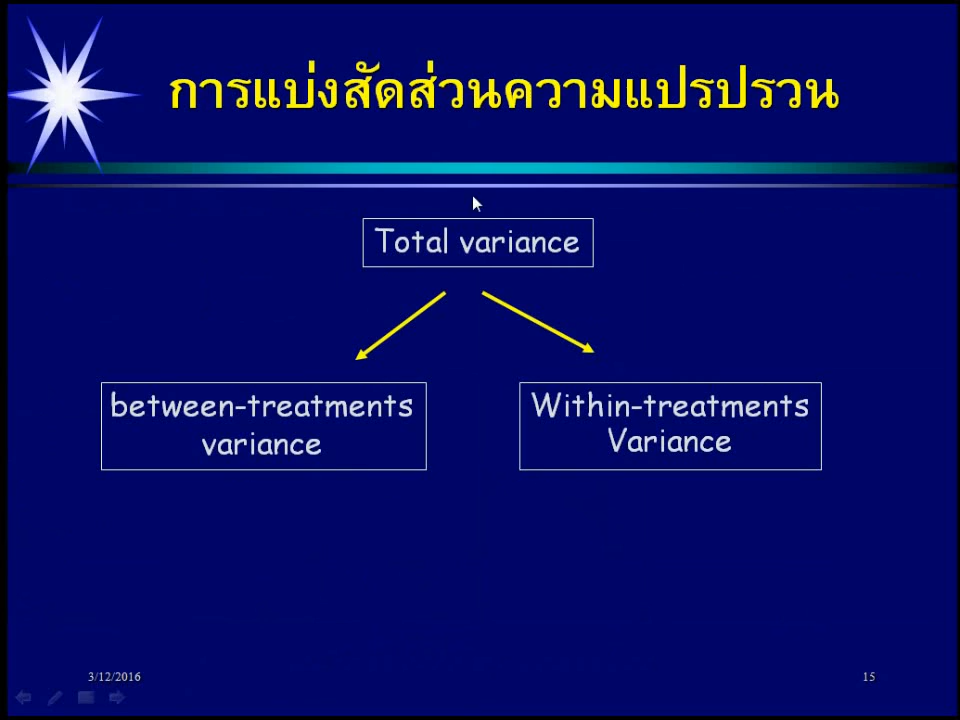 การแบ่งสัดส่วนความแปรปรวน
Total variance
between-treatments
variance
Within-treatments
Variance
3/12/2016
15